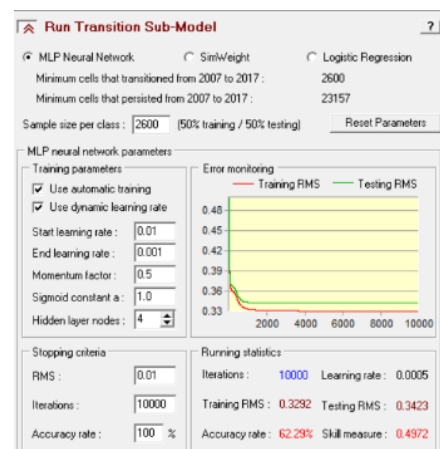 Run Transition Sub-Model ?
MLP Neural Network SimWeight Logistic Regression
Minimum cells that transitioned from 2007 to 2017 : 2600
Minimum cells that persisted from 2007 to 2017 : 23157
Sample size per class : 2600 (50% training / 50% testing) Reset Parameters
MLP neural network parameters
Training parameters
Use automatic training
Use dynamic learning rate
Start learning rate : 0.01
End learning rate : 0.001
Momentum factor : 0.5
Sigmoid constant a : 1.0
Hidden layer nodes : 4
Error monitoring
Training RMS Testing RMS
0.48
0.45
0.42
0.39
0.36
0.33
2000 4000 6000 8000 10000
Stopping criteria
RMS : 0.01
Iterations : 10000
Accuracy rate : 100 %
Running statistics
Iterations : 10000 Learning rate : 0.0005
Training RMS : 0.3292 Testing RMS : 0.3423
Accuracy rate : 62.29% Skill measure : 0.4972